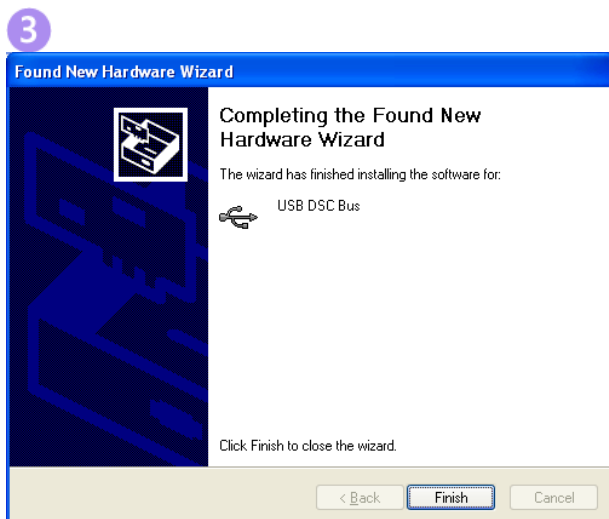 3
Found New Hardware Wizard
Completing the Found New
Hardware Wizard
The wizard has finished installing the software for:
USB DSC Bus
Click Finish to close the wizard.
< Back
Finish
Cancel